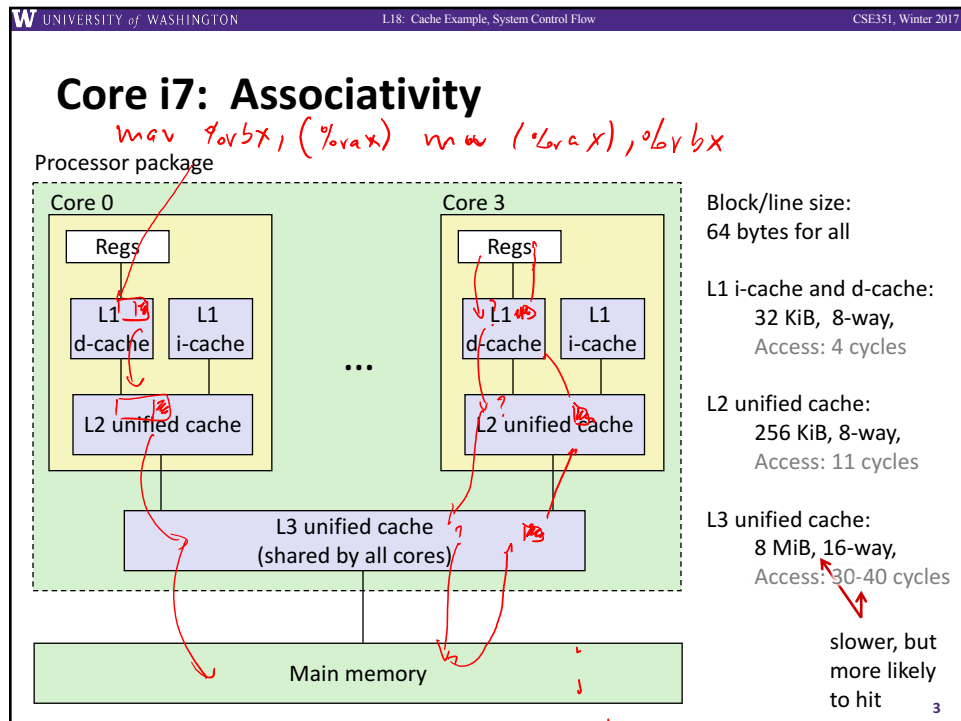 W UNIVERSITY of WASHINGTON
L18: Cache Example, System Control Flow
CSE351, Winter 2017
Core i7: Associativity
mov %rbx, (%rax) mov (%rax), %rbx
Processor package
Core 0
Core 3
Regs
Regs
L1
d-cache
L1
i-cache
...
L1 ?
d-cache
L1
i-cache
L2 unified cache
? L2 unified cache
L3 unified cache ?
(shared by all cores)
Main memory
Block/line size:
64 bytes for all
L1 i-cache and d-cache:
32 KiB, 8-way,
Access: 4 cycles
L2 unified cache:
256 KiB, 8-way,
Access: 11 cycles
L3 unified cache:
8 MiB, 16-way,
Access: 30-40 cycles
slower, but
more likely
to hit
3